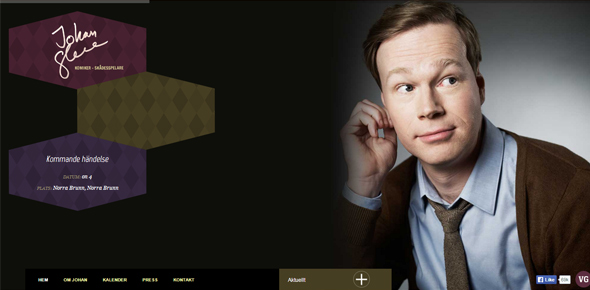 Johan
Glans
KOMIKER - SKÅDESPELARE
Kommande händelse
DATUM: 08 4
PLATS: Norra Brunn, Norra Brunn
HEM OM JOHAN KALENDER PRESS KONTAKT
Aktuellt
Like
VG